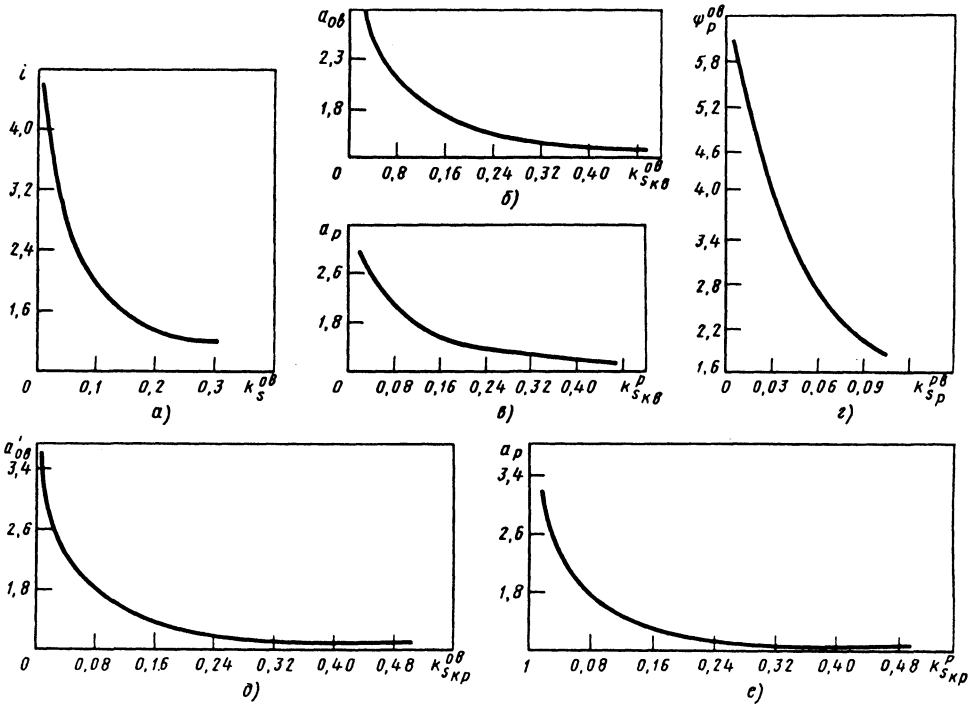 i
4,0
3,2
2,4
1,6
0 0,1 0,2 0,3 k_s^ов
а)
a_ов
2,3
1,8
0 0,8 0,16 0,24 0,32 0,40 k_sкв^ов
б)
a_р
2,6
1,8
0 0,08 0,16 0,24 0,32 0,40 k_sкв^р
в)
ψ_р^ов
5,8
5,2
4,6
4,0
3,4
2,8
2,2
1,6
0 0,03 0,06 0,09 k_sр^рв
г)
a'_ов
3,4
2,6
1,8
0 0,08 0,16 0,24 0,32 0,40 0,48 k_sкр^ов
д)
a_р
3,4
2,6
1,8
1 0,08 0,16 0,24 0,32 0,40 0,48 k_sкр^р
е)